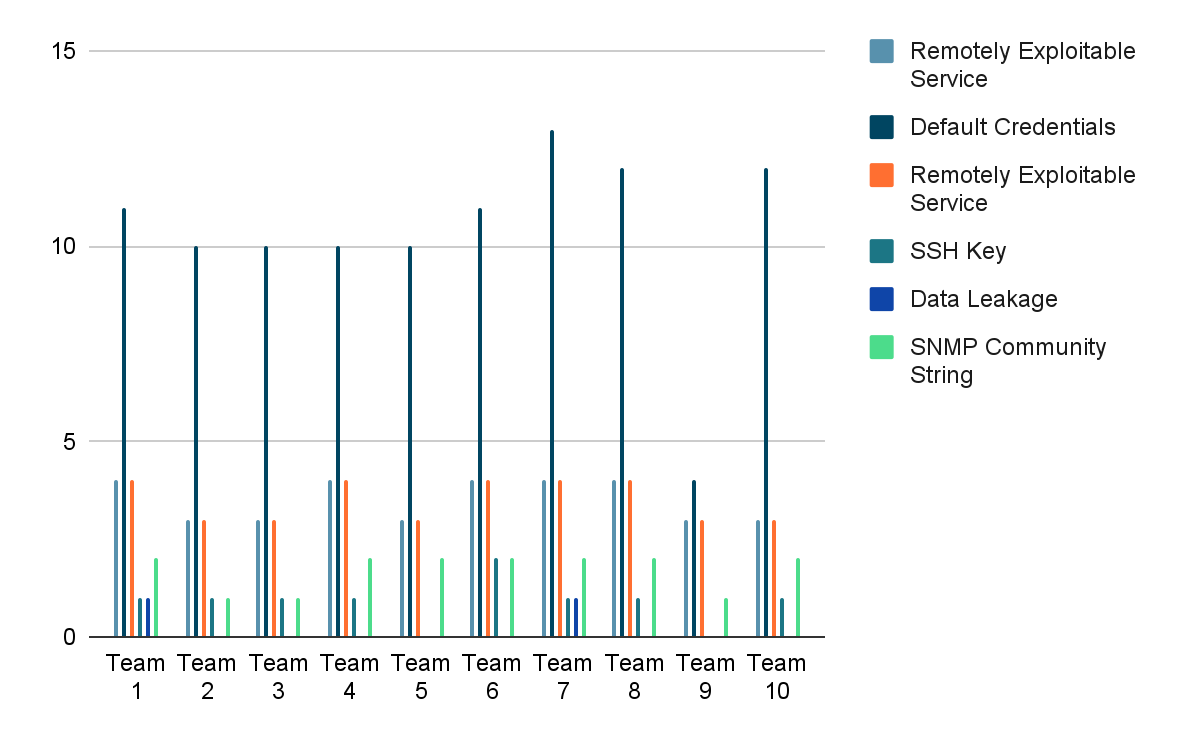 15
10
5
0
Team
1
Team
2
Team
3
Team
4
Team
5
Team
6
Team
7
Team
8
Team
9
Team
10
Remotely Exploitable
Service
Default Credentials
Remotely Exploitable
Service
SSH Key
Data Leakage
SNMP Community
String